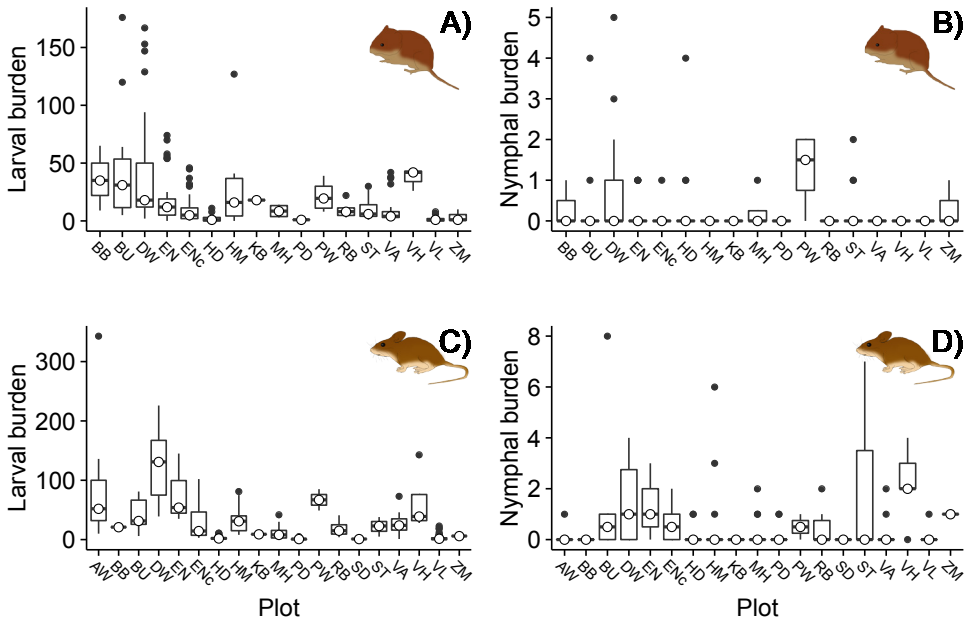 A)
Larval burden
150
100
50
0
BB BU DW EN ENc HD HM KB MH PD PW RB ST VA VH VL ZM
B)
Nymphal burden
5
4
3
2
1
0
BB BU DW EN ENc HD HM KB MH PD PW RB ST VA VH VL ZM
C)
Larval burden
300
200
100
0
AW BB BU DW EN ENc HD HM KB MH PD PW RB SD ST VA VH VL ZM
Plot
D)
Nymphal burden
8
6
4
2
0
AW BB BU DW EN ENc HD HM KB MH PD PW RB SD ST VA VH VL ZM
Plot